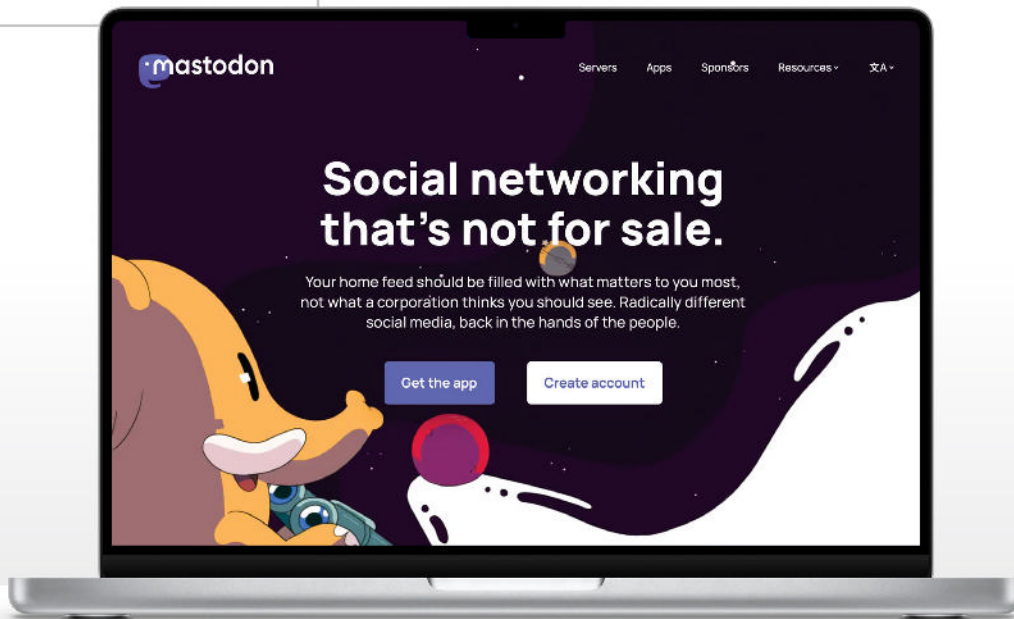 mastodon
Servers Apps Sponsors Resources 文A
Social networking
that's not for sale.
Your home feed should be filled with what matters to you most,
not what a corporation thinks you should see. Radically different
social media, back in the hands of the people.
Get the app Create account